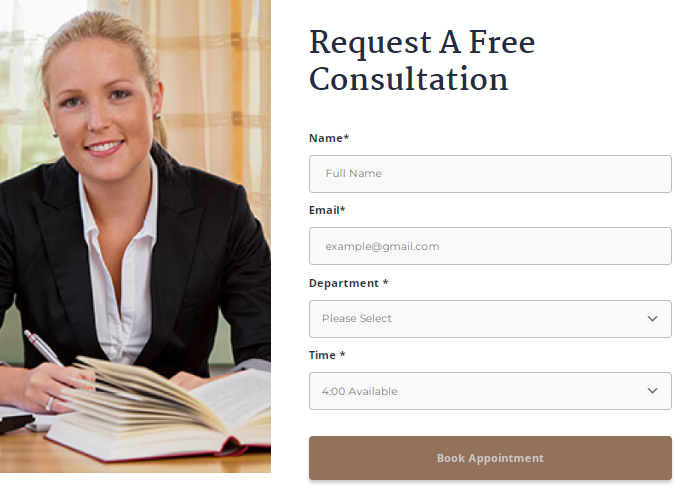 Request A Free
Consultation
Name*
Full Name
Email*
example@gmail.com
Department *
Please Select
Time *
4:00 Available
Book Appointment